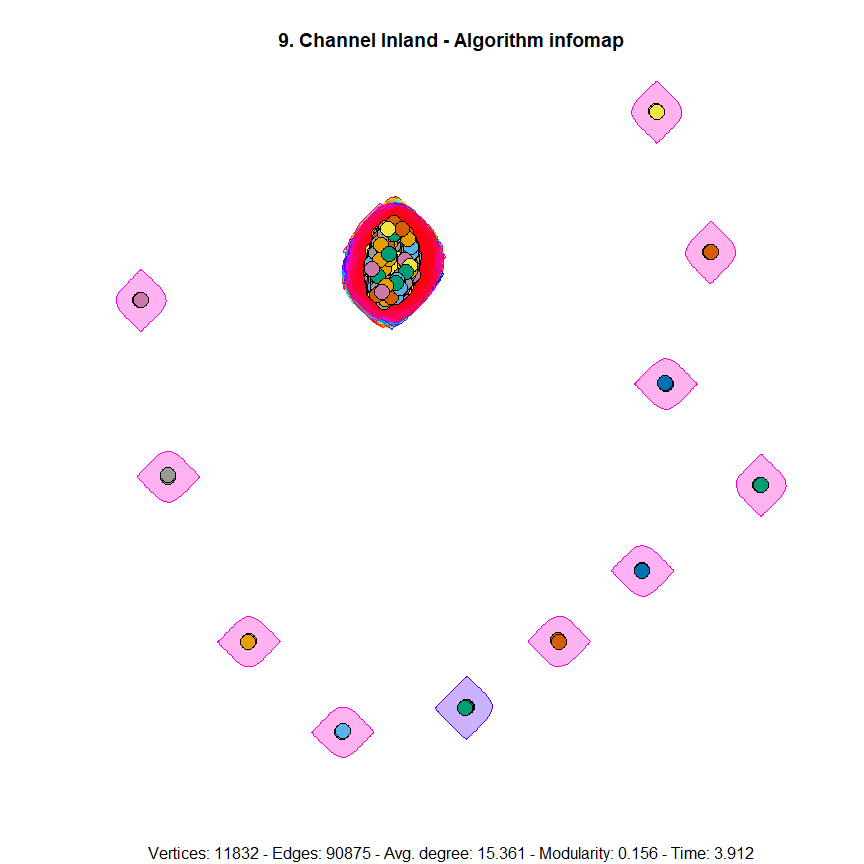 9. Channel Inland - Algorithm infomap
Vertices: 11832 - Edges: 90875 - Avg. degree: 15.361 - Modularity: 0.156 - Time: 3.912